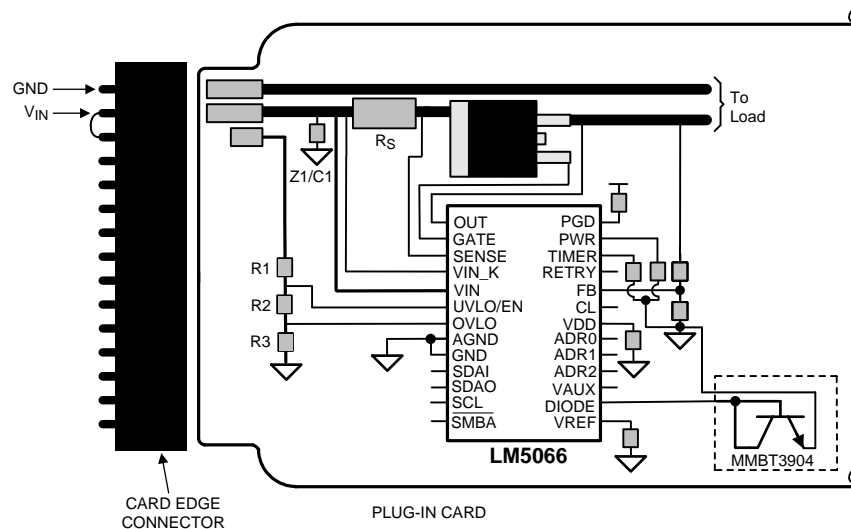 GND
VIN
To
Load
RS
Z1/C1
OUT
GATE
SENSE
VIN_K
VIN
UVLO/EN
OVLO
AGND
GND
SDAI
SDAO
SCL
SMBA
PGD
PWR
TIMER
RETRY
FB
CL
VDD
ADR0
ADR1
ADR2
VAUX
DIODE
VREF
R1
R2
R3
LM5066
MMBT3904
CARD EDGE
CONNECTOR
PLUG-IN CARD